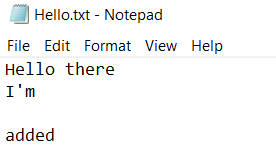 Hello.txt - Notepad
File Edit Format View Help
Hello there
I'm

added